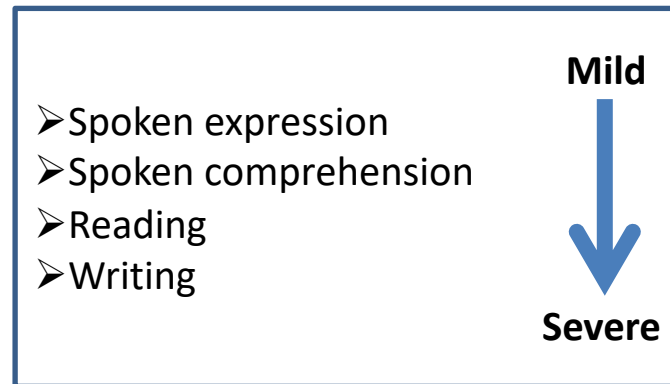 Mild
➢Spoken expression
➢Spoken comprehension
➢Reading
➢Writing
Severe